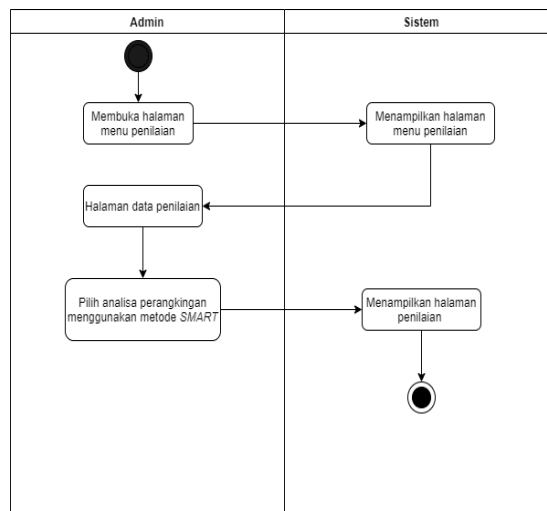 Admin
Sistem
Membuka halaman
menu penilaian
Menampilkan halaman
menu penilaian
Halaman data penilaian
Pilih analisa perangkingan
menggunakan metode SMART
Menampilkan halaman
penilaian